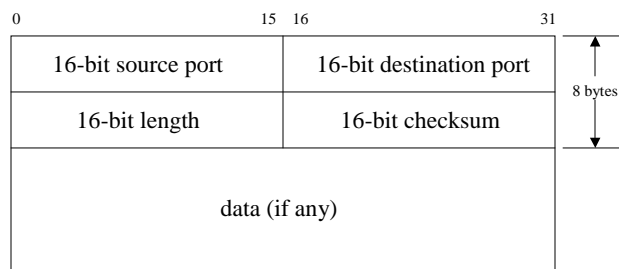 0 15 16 31
16-bit source port 16-bit destination port
8 bytes
16-bit length 16-bit checksum
data (if any)